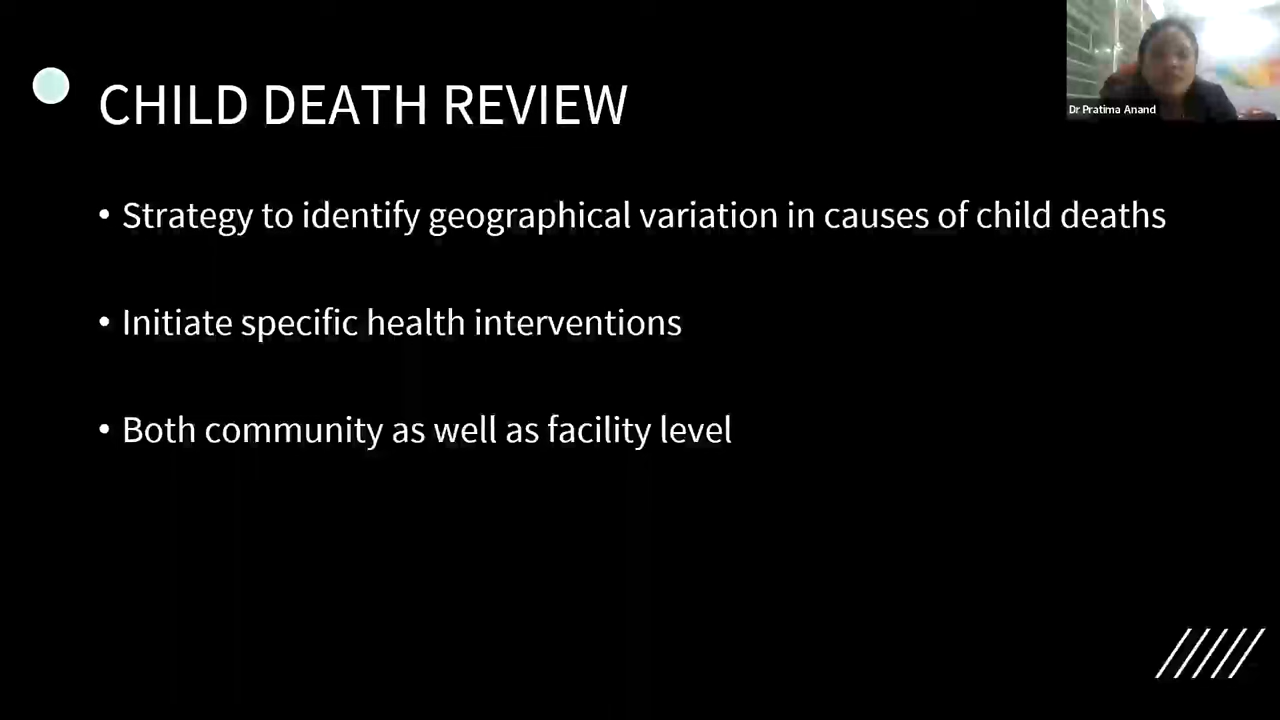 CHILD DEATH REVIEW
Dr Pratima Anand
• Strategy to identify geographical variation in causes of child deaths
• Initiate specific health interventions
• Both community as well as facility level